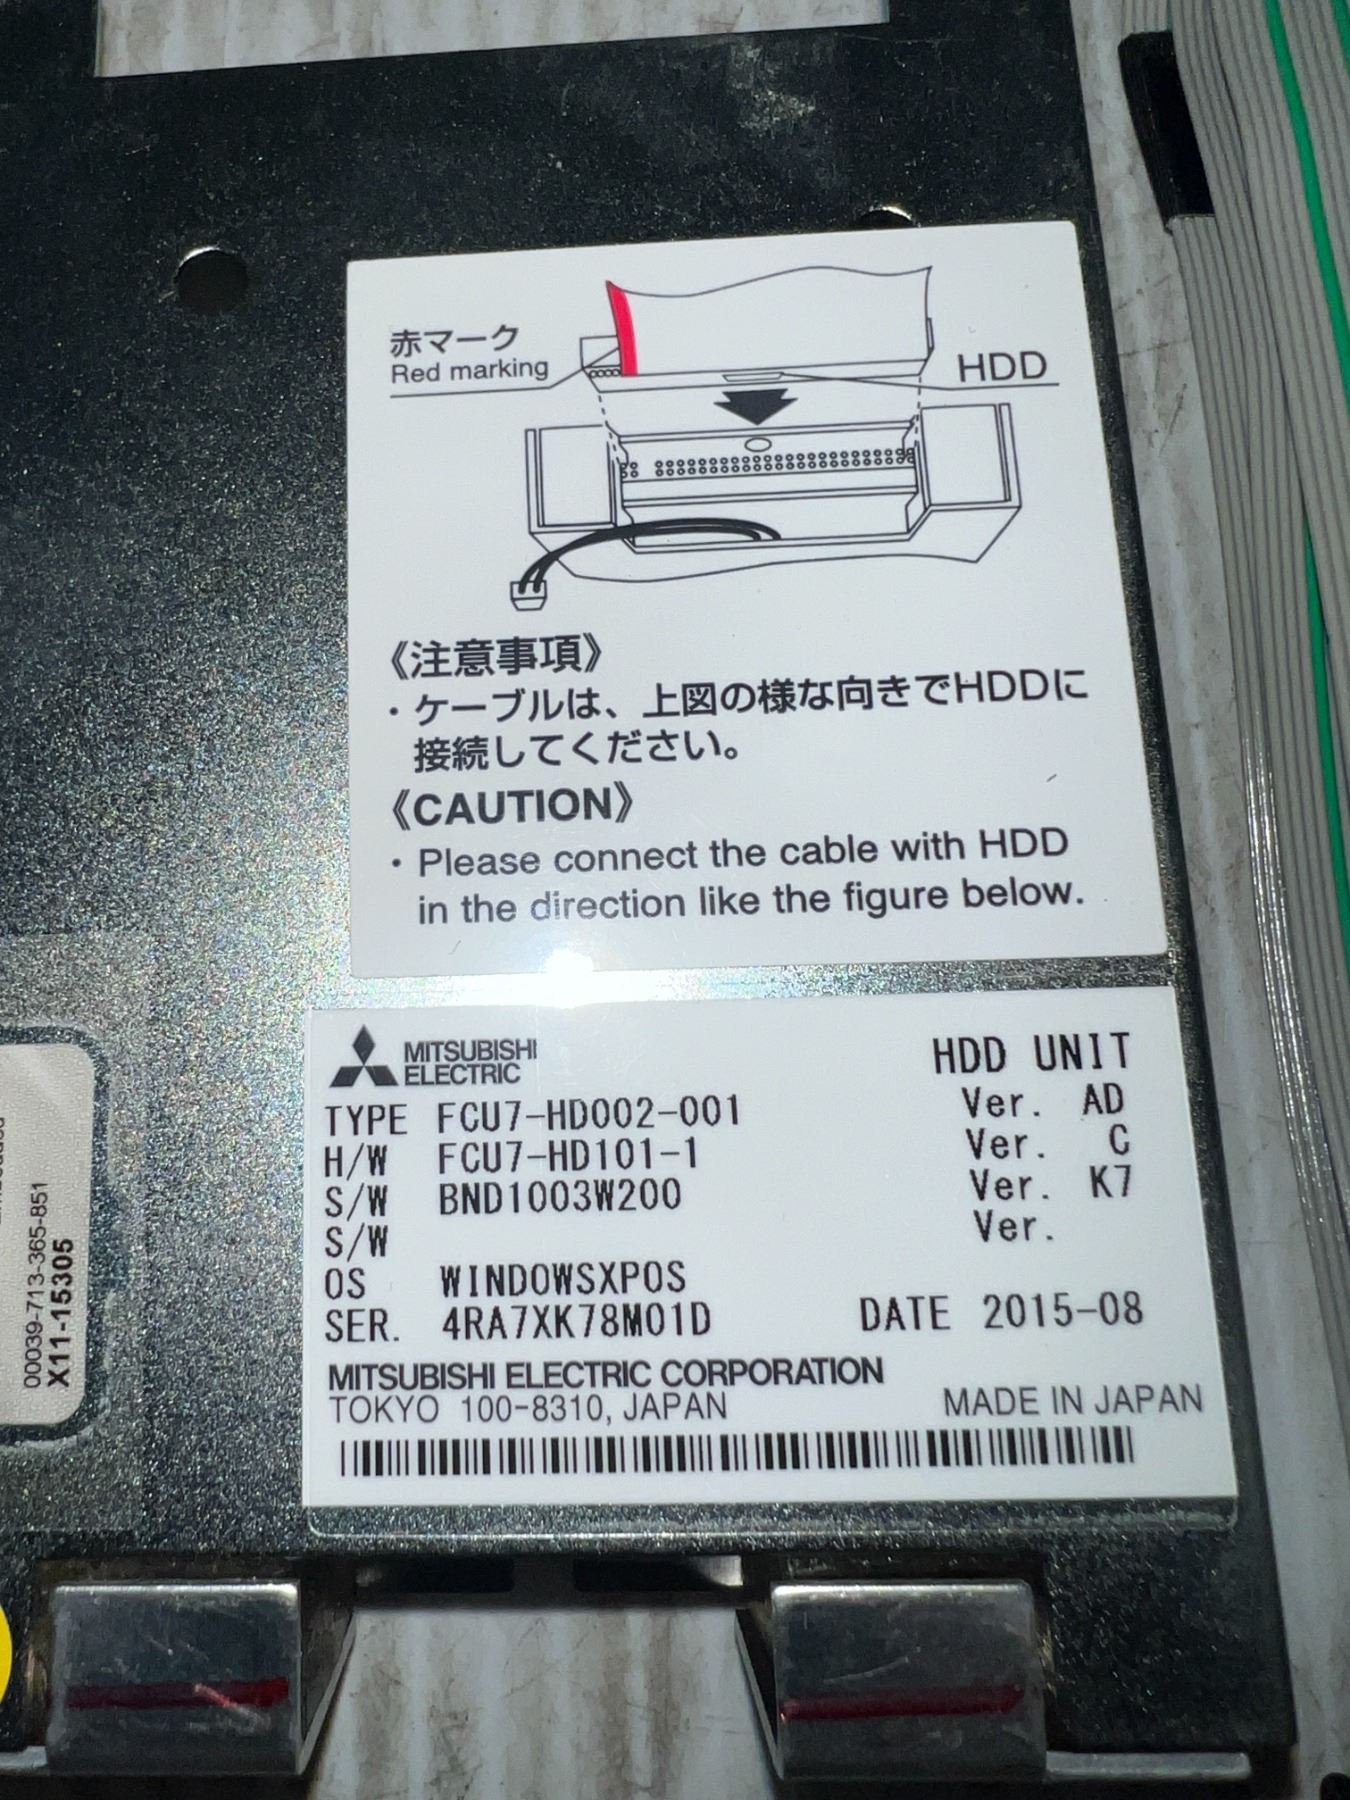 赤マーク
Red marking
HDD
《注意事項》
・ケーブルは、上図の様な向きでHDDに
接続してください。
《CAUTION》
・Please connect the cable with HDD
in the direction like the figure below.
MITSUBISHI
ELECTRIC
HDD UNIT
TYPE FCU7-HD002-001 Ver. AD
H/W FCU7-HD101-1 Ver. C
S/W BND1003W200 Ver. K7
S/W Ver.
OS WINDOWSXPOS
SER. 4RA7XK78M01D DATE 2015-08
MITSUBISHI ELECTRIC CORPORATION
TOKYO 100-8310, JAPAN MADE IN JAPAN
00039-713-365-851
X11-15305